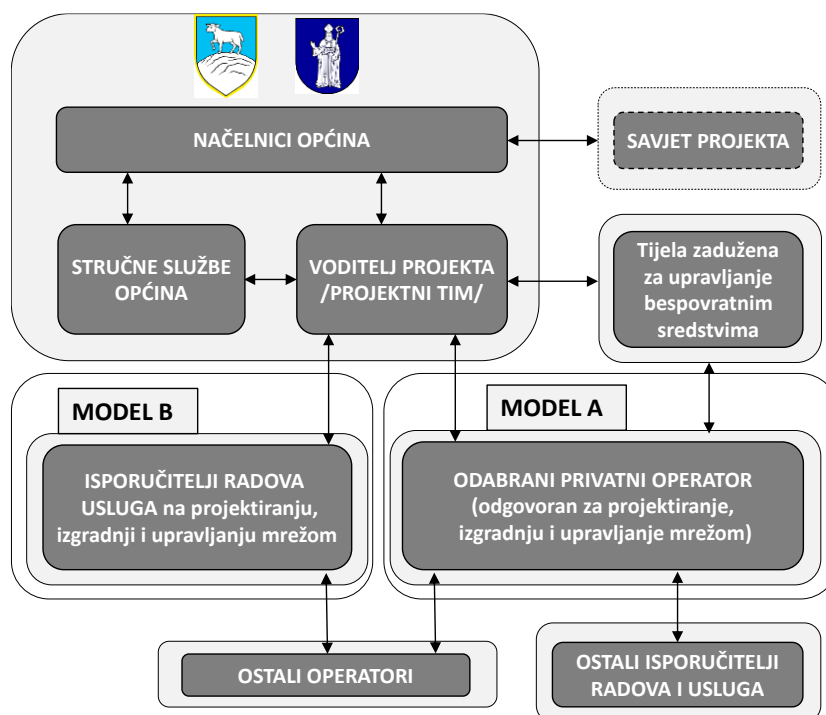 NAČELNICI OPĆINA
SAVJET PROJEKTA
STRUČNE SLUŽBE
OPĆINA
VODITELJ PROJEKTA
/PROJEKTNI TIM/
Tijela zadužena
za upravljanje
bespovratnim
sredstvima
MODEL B
MODEL A
ISPORUČITELJI RADOVA
USLUGA na projektiranju,
izgradnji i upravljanju mrežom
ODABRANI PRIVATNI OPERATOR
(odgovoran za projektiranje,
izgradnju i upravljanje mrežom)
OSTALI OPERATORI
OSTALI ISPORUČITELJI
RADOVA I USLUGA